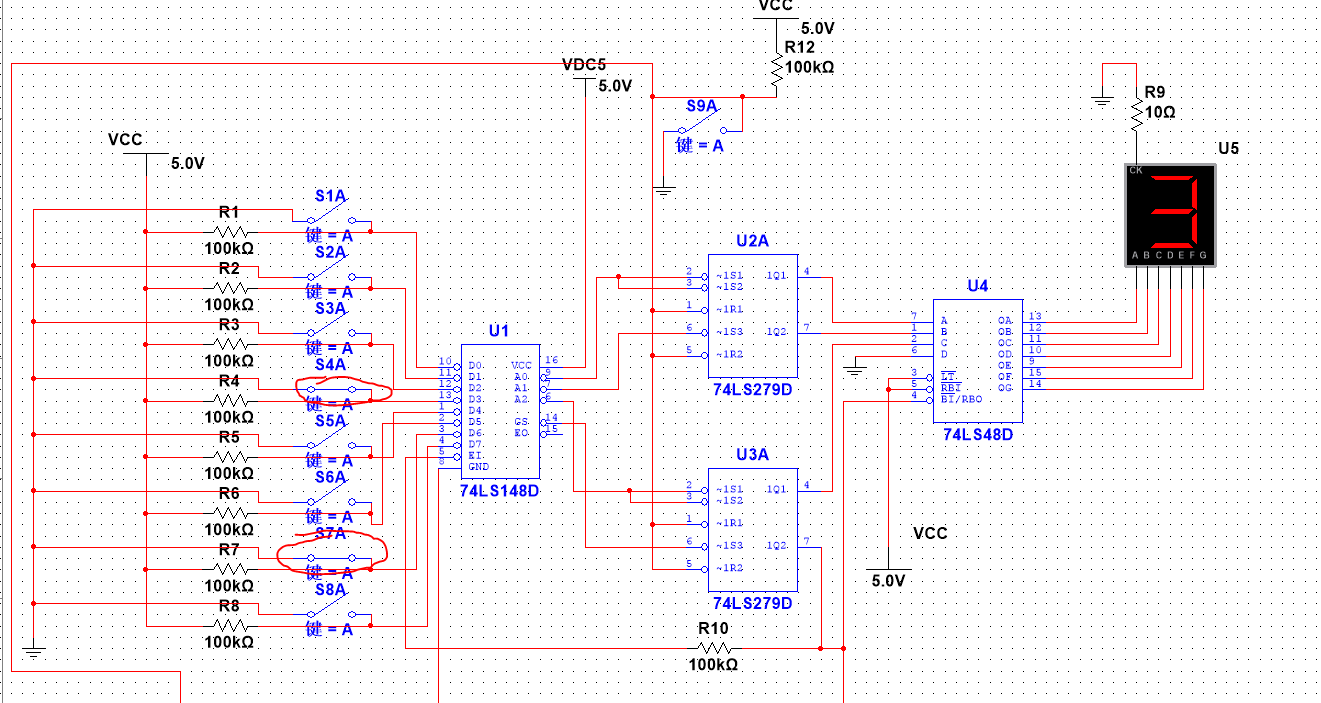 VCC
5.0V
R12
100kΩ
VDC5
5.0V
S9A
键 = A
R9
10Ω
U5
CK
A B C D E F G
VCC
5.0V
S1A
R1
键 = A
100kΩ
S2A
R2
键 = A
100kΩ
S3A
R3
键 = A
100kΩ
S4A
R4
键 = A
100kΩ
S5A
R5
键 = A
100kΩ
S6A
R6
键 = A
100kΩ
S7A
R7
键 = A
100kΩ
S8A
R8
键 = A
100kΩ
U1
10 D0 VCC 16
11 D1 A0 9
12 D2 A1 7
13 D3 A2 6
1 D4
2 D5 GS 14
3 D6 EO 15
4 D7
5 EI
8 GND
74LS148D
U2A
2 ~1S1 1Q1 4
3 ~1S2
1 ~1R1
6 ~1S3 1Q2 7
5 ~1R2
74LS279D
U3A
2 ~1S1 1Q1 4
3 ~1S2
1 ~1R1
6 ~1S3 1Q2 7
5 ~1R2
74LS279D
R10
100kΩ
U4
7 A OA 13
1 B OB 12
2 C OC 11
6 D OD 10
OE 9
3 LT OF 15
5 RBI OG 14
4 BI/RBO
74LS48D
VCC
5.0V
3